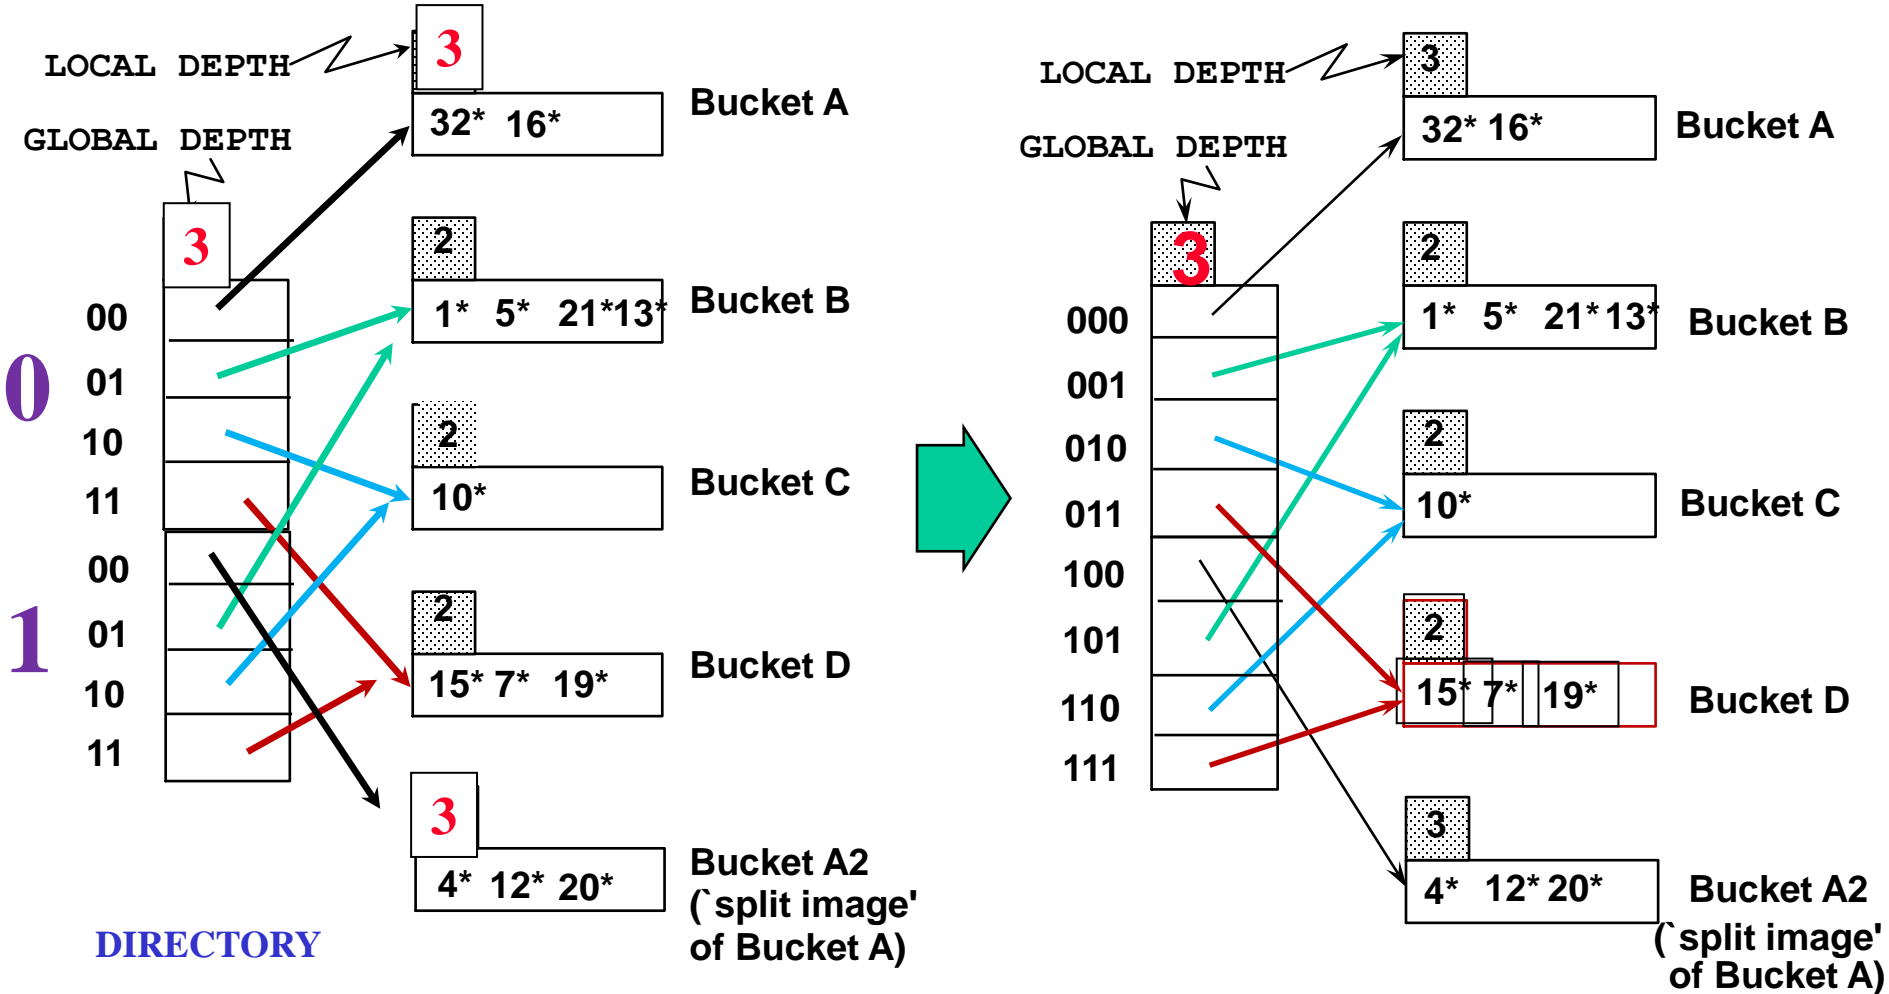 LOCAL DEPTH
3
32* 16*
Bucket A
GLOBAL DEPTH
3
2
1* 5* 21*13*
Bucket B
0
00
01
10
11
2
10*
Bucket C
1
00
01
10
11
2
15* 7* 19*
Bucket D
3
4* 12* 20*
Bucket A2
(`split image'
of Bucket A)
DIRECTORY
LOCAL DEPTH
3
32* 16*
Bucket A
GLOBAL DEPTH
3
2
1* 5* 21* 13*
Bucket B
000
001
010
011
100
101
110
111
2
10*
Bucket C
2
15* 7* 19*
Bucket D
3
4* 12* 20*
Bucket A2
(`split image'
of Bucket A)